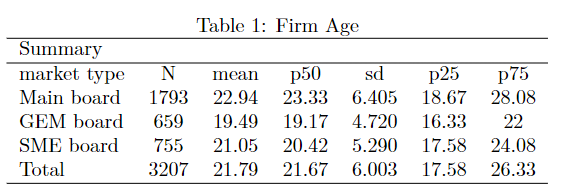 Table 1: Firm Age
Summary
market type N mean p50 sd p25 p75
Main board 1793 22.94 23.33 6.405 18.67 28.08
GEM board 659 19.49 19.17 4.720 16.33 22
SME board 755 21.05 20.42 5.290 17.58 24.08
Total 3207 21.79 21.67 6.003 17.58 26.33